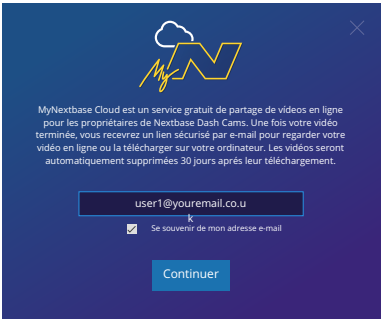 My N
MyNextbase Cloud est un service gratuit de partage de vídeos en ligne
pour les propriétaires de Nextbase Dash Cams. Une fois votre vidéo
terminée, vous recevrez un lien sécurisé par e-mail pour regarder votre
vidéo en ligne ou la télécharger sur votre ordinateur. Les vidéos seront
automatiquement supprimées 30 jours aprés leur téléchargement.
user1@youremail.co.u
k
Se souvenir de mon adresse e-mail
Continuer